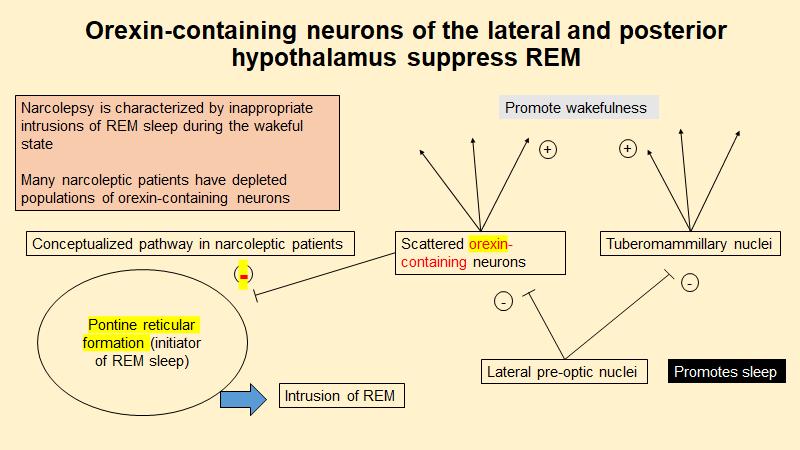 Orexin-containing neurons of the lateral and posterior
hypothalamus suppress REM
Narcolepsy is characterized by inappropriate
intrusions of REM sleep during the wakeful
state
Many narcoleptic patients have depleted
populations of orexin-containing neurons
Promote wakefulness
+
+
Conceptualized pathway in narcoleptic patients
Scattered orexin-
containing neurons
Tuberomammillary nuclei
-
-
-
Pontine reticular
formation (initiator
of REM sleep)
Lateral pre-optic nuclei
Promotes sleep
Intrusion of REM